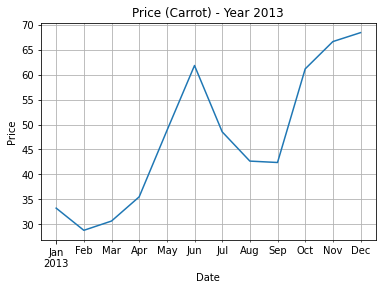 Price (Carrot) - Year 2013
70
65
60
55
50
45
40
35
30
Price
Jan Feb Mar Apr May Jun Jul Aug Sep Oct Nov Dec
2013
Date